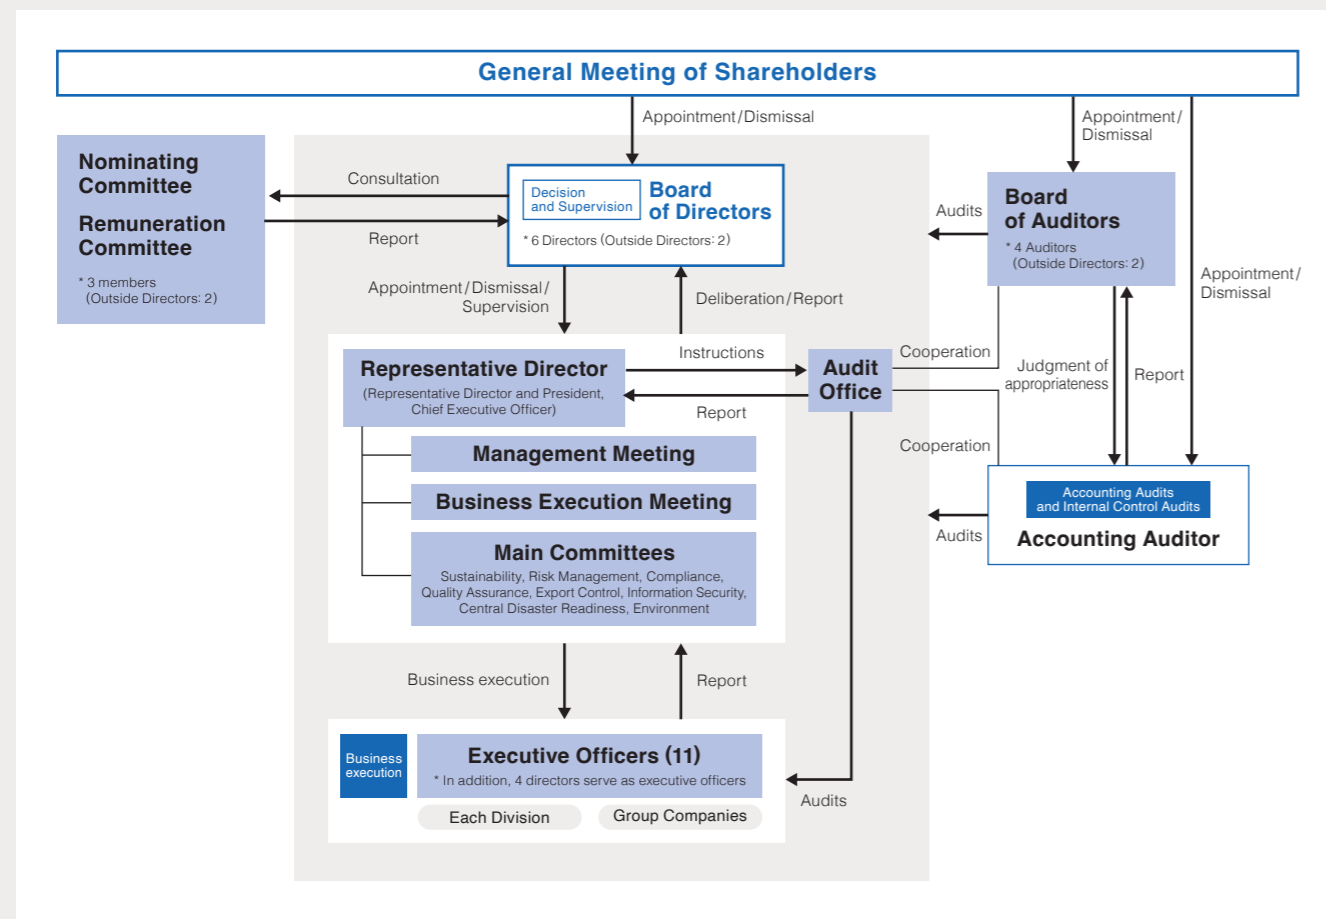 General Meeting of Shareholders
Appointment/Dismissal
Appointment/
Dismissal
Nominating
Committee
Remuneration
Committee
* 3 members
(Outside Directors: 2)
Consultation
Report
Decision
and Supervision
Board
of Directors
* 6 Directors (Outside Directors: 2)
Audits
Board
of Auditors
* 4 Auditors
(Outside Directors: 2)
Appointment/
Dismissal
Appointment/Dismissal/
Supervision
Deliberation/Report
Representative Director
(Representative Director and President,
Chief Executive Officer)
Instructions
Report
Audit
Office
Cooperation
Judgment of
appropriateness
Report
Cooperation
Management Meeting
Business Execution Meeting
Main Committees
Sustainability, Risk Management, Compliance,
Quality Assurance, Export Control, Information Security,
Central Disaster Readiness, Environment
Audits
Accounting Audits
and Internal Control Audits
Accounting Auditor
Business execution
Report
Business
execution
Executive Officers (11)
* In addition, 4 directors serve as executive officers
Each Division
Group Companies
Audits